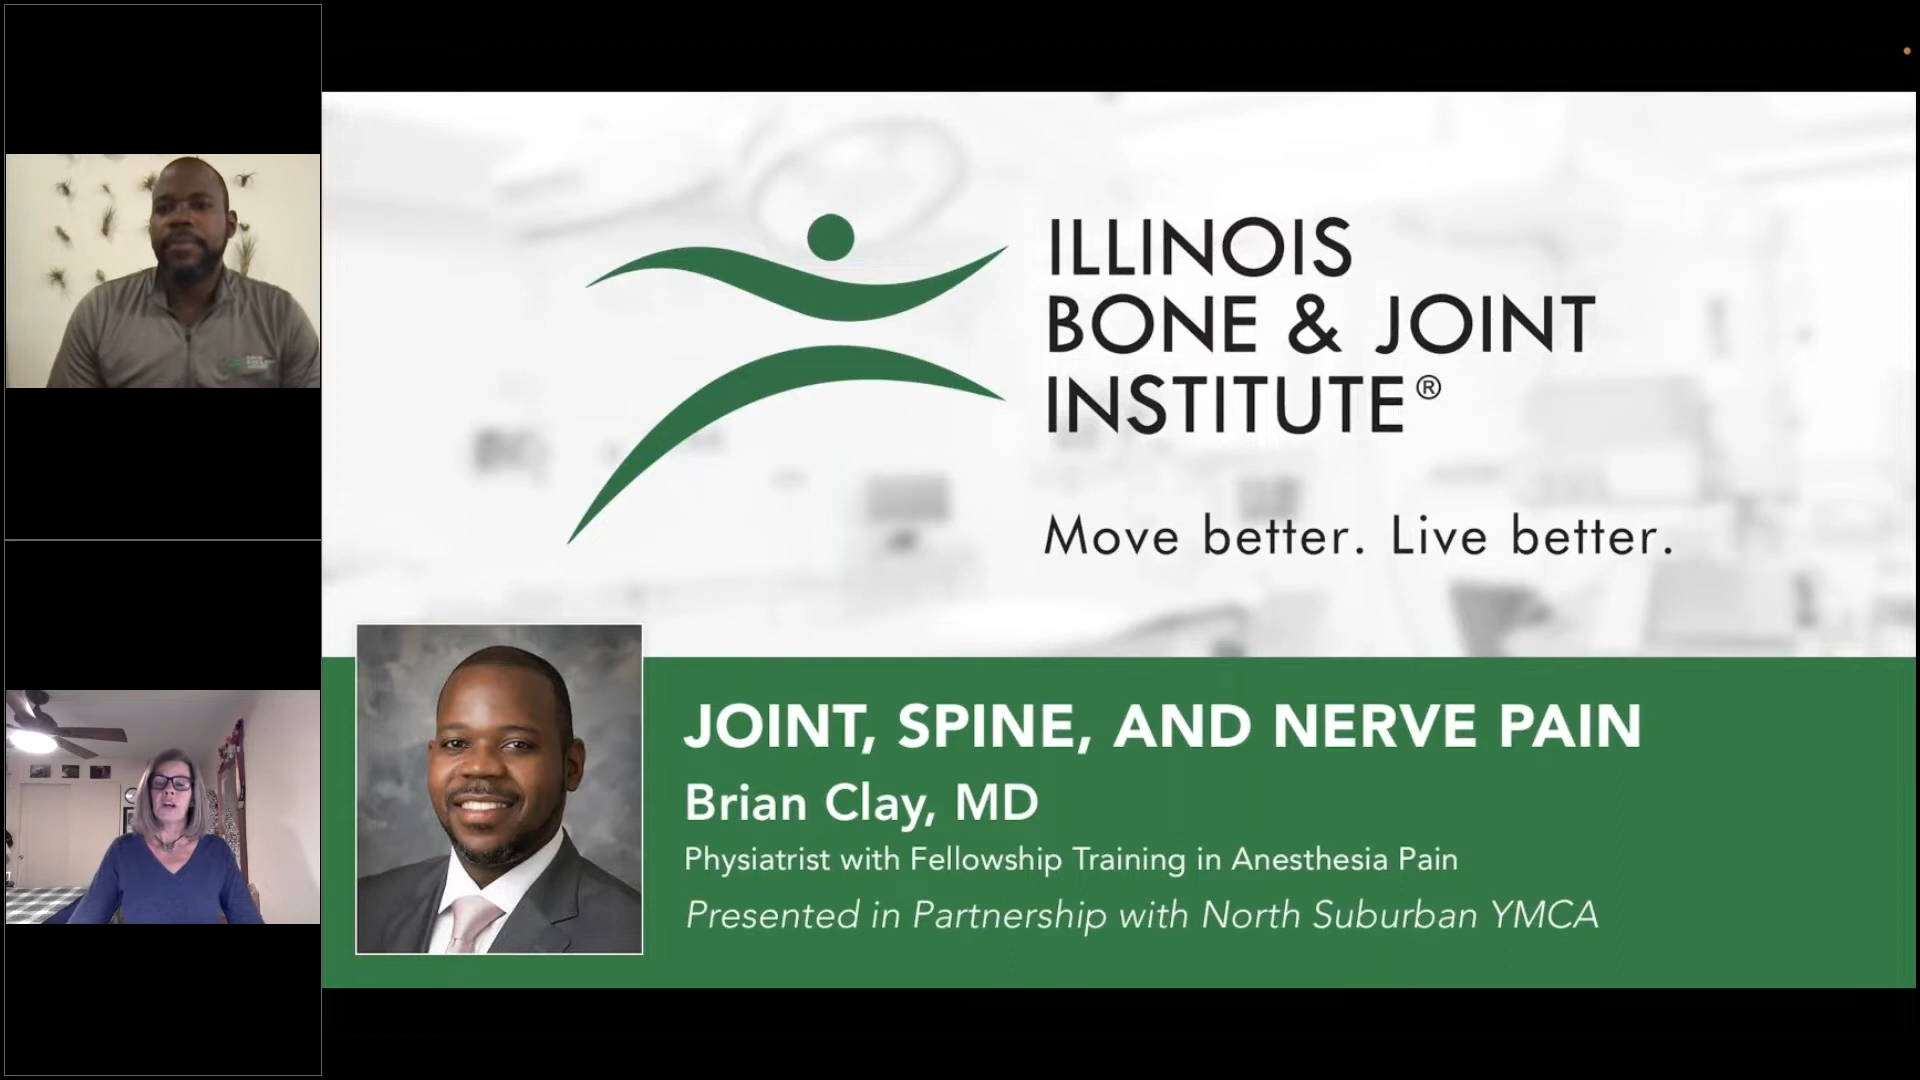 ILLINOIS
BONE & JOINT
INSTITUTE®
Move better. Live better.
JOINT, SPINE, AND NERVE PAIN
Brian Clay, MD
Physiatrist with Fellowship Training in Anesthesia Pain
Presented in Partnership with North Suburban YMCA